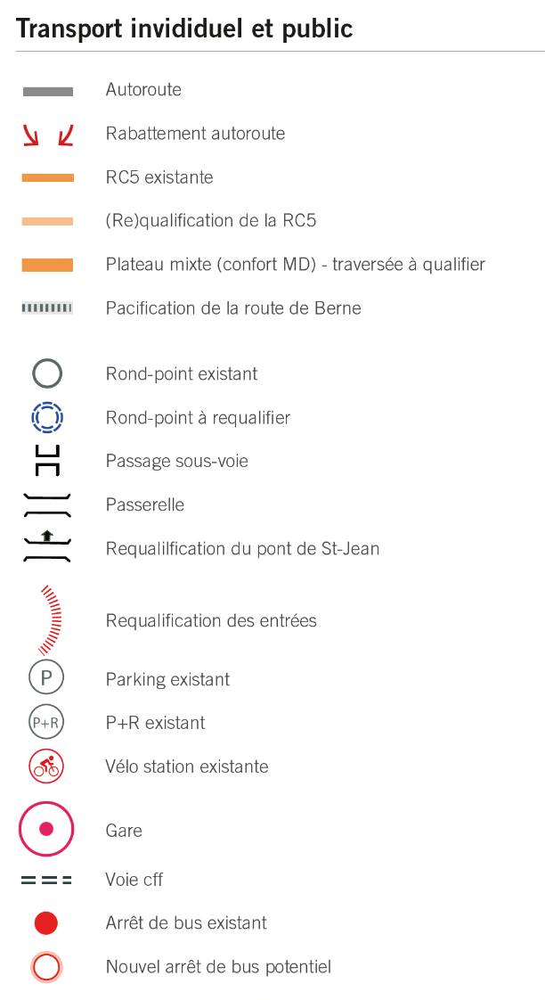 Transport invididuel et public
Autoroute
Rabattement autoroute
RC5 existante
(Re)qualification de la RC5
Plateau mixte (confort MD) - traversée à qualifier
Pacification de la route de Berne
Rond-point existant
Rond-point à requalifier
Passage sous-voie
Passerelle
Requalilfication du pont de St-Jean
Requalification des entrées
P Parking existant
P+R P+R existant
Vélo station existante
Gare
Voie cff
Arrêt de bus existant
Nouvel arrêt de bus potentiel